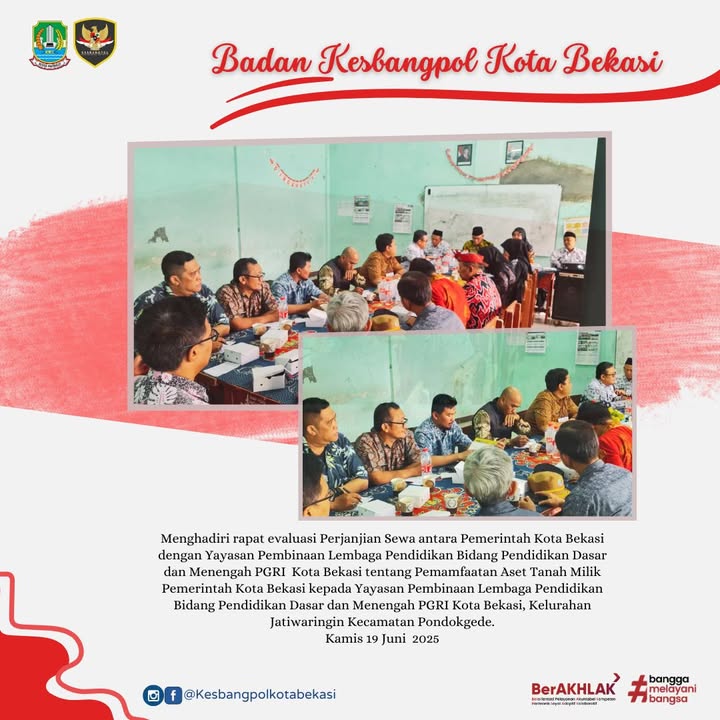 Badan Kesbangpol Kota Bekasi
Menghadiri rapat evaluasi Perjanjian Sewa antara Pemerintah Kota Bekasi
dengan Yayasan Pembinaan Lembaga Pendidikan Bidang Pendidikan Dasar
dan Menengah PGRI Kota Bekasi tentang Pemamfaatan Aset Tanah Milik
Pemerintah Kota Bekasi kepada Yayasan Pembinaan Lembaga Pendidikan
Bidang Pendidikan Dasar dan Menengah PGRI Kota Bekasi, Kelurahan
Jatiwaringin Kecamatan Pondokgede.
Kamis 19 Juni 2025
@Kesbangpolkotabekasi
BerAKHLAK
#bangga
melayani
bangsa